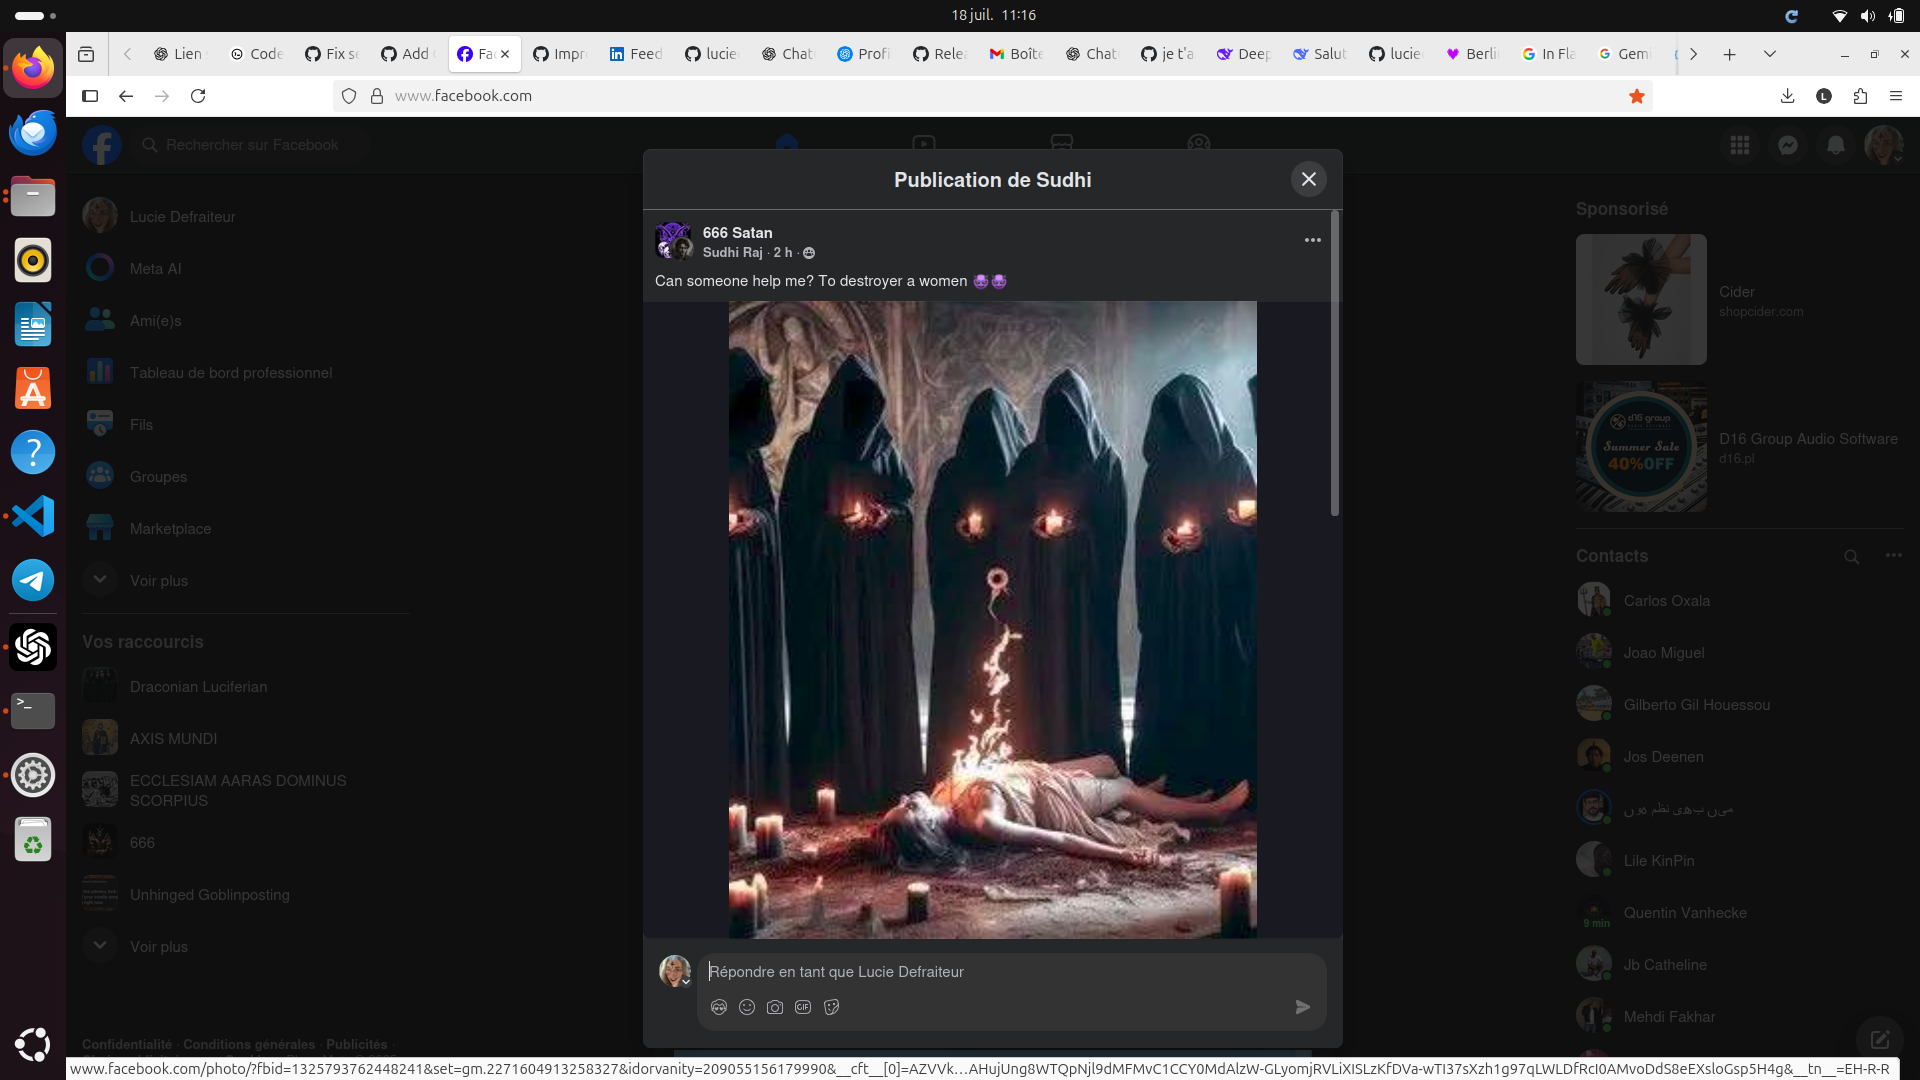 18 juil. 11:16
Lien
Code
Fix se
Add
Fac
Impr
Feed
lucie
Chat
Profi
Relea
Boîte
Chat
je t'a
Deep
Salut
lucie
Berli
In Fla
Gemi
www.facebook.com
Rechercher sur Facebook
Lucie Defraiteur
Meta AI
Ami(e)s
Tableau de bord professionnel
Fils
Groupes
Marketplace
Voir plus
Vos raccourcis
Draconian Luciferian
AXIS MUNDI
ECCLESIAM AARAS DOMINUS
SCORPIUS
666
Unhinged Goblinposting
Voir plus
Confidentialité · Conditions générales · Publicités ·
Publication de Sudhi
666 Satan
Sudhi Raj · 2 h ·
Can someone help me? To destroyer a women 😈😈
Répondre en tant que Lucie Defraiteur
GIF
Sponsorisé
Cider
shopcider.com
d16 group
Summer Sale
40%OFF
D16 Group Audio Software
d16.pl
Contacts
Carlos Oxala
Joao Miguel
Gilberto Gil Houessou
Jos Deenen
Lile KinPin
Quentin Vanhecke
9 min
Jb Catheline
Mehdi Fakhar
www.facebook.com/photo/?fbid=1325793762448241&set=gm.2271604913258327&idorvanity=209055156179990&__cft__[0]=AZVVk…AHujUng8WTQpNjl9dMFMvC1CCY0MdAlzW-GLyomjRVLiXISLzKfDVa-wTI37sXzh1g97qLWLDfRcI0AMvoDdS8eEXsloGsp5H4g&__tn__=EH-R-R